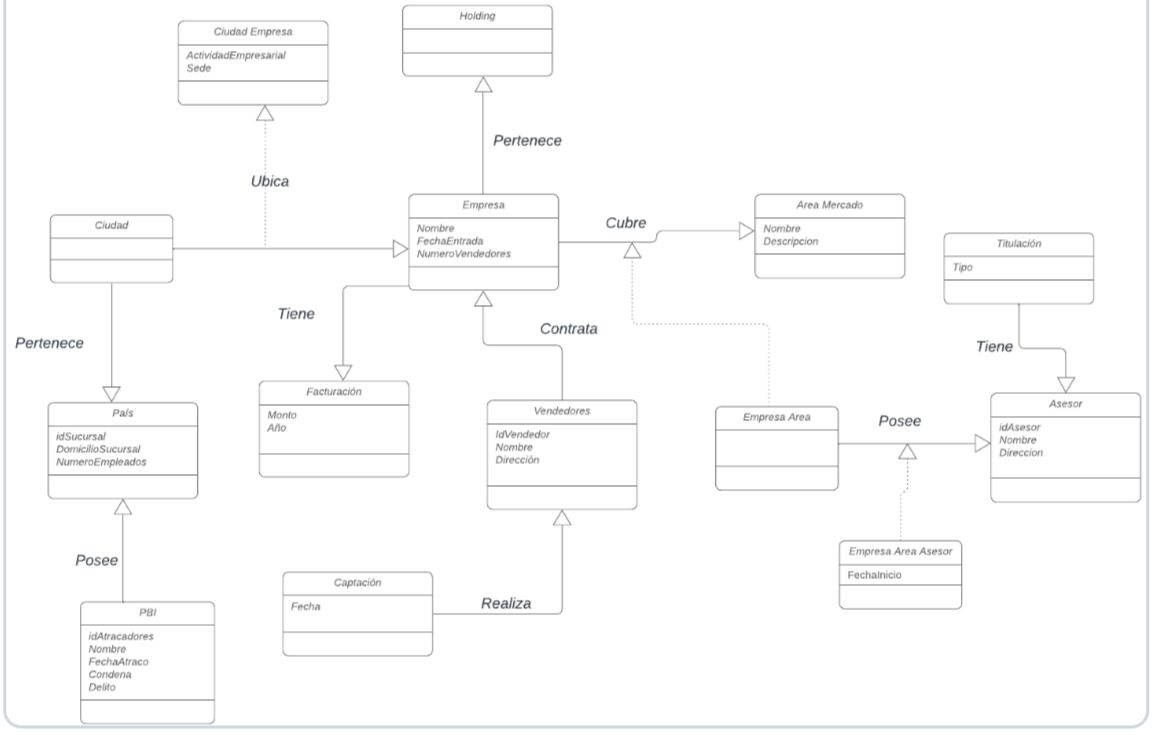 Ciudad Empresa
ActividadEmpresarial
Sede
Holding
Pertenece
Ubica
Ciudad
Empresa
Nombre
FechaEntrada
NumeroVendedores
Cubre
Area Mercado
Nombre
Descripcion
Titulación
Tipo
Pertenece
Tiene
Contrata
Tiene
País
idSucursal
DomicilioSucursal
NumeroEmpleados
Facturación
Monto
Año
Vendedores
IdVendedor
Nombre
Dirección
Empresa Area
Posee
Asesor
idAsesor
Nombre
Direccion
Posee
Empresa Area Asesor
FechaInicio
Captación
Fecha
Realiza
PBI
idAtracadores
Nombre
FechaAtraco
Condena
Delito